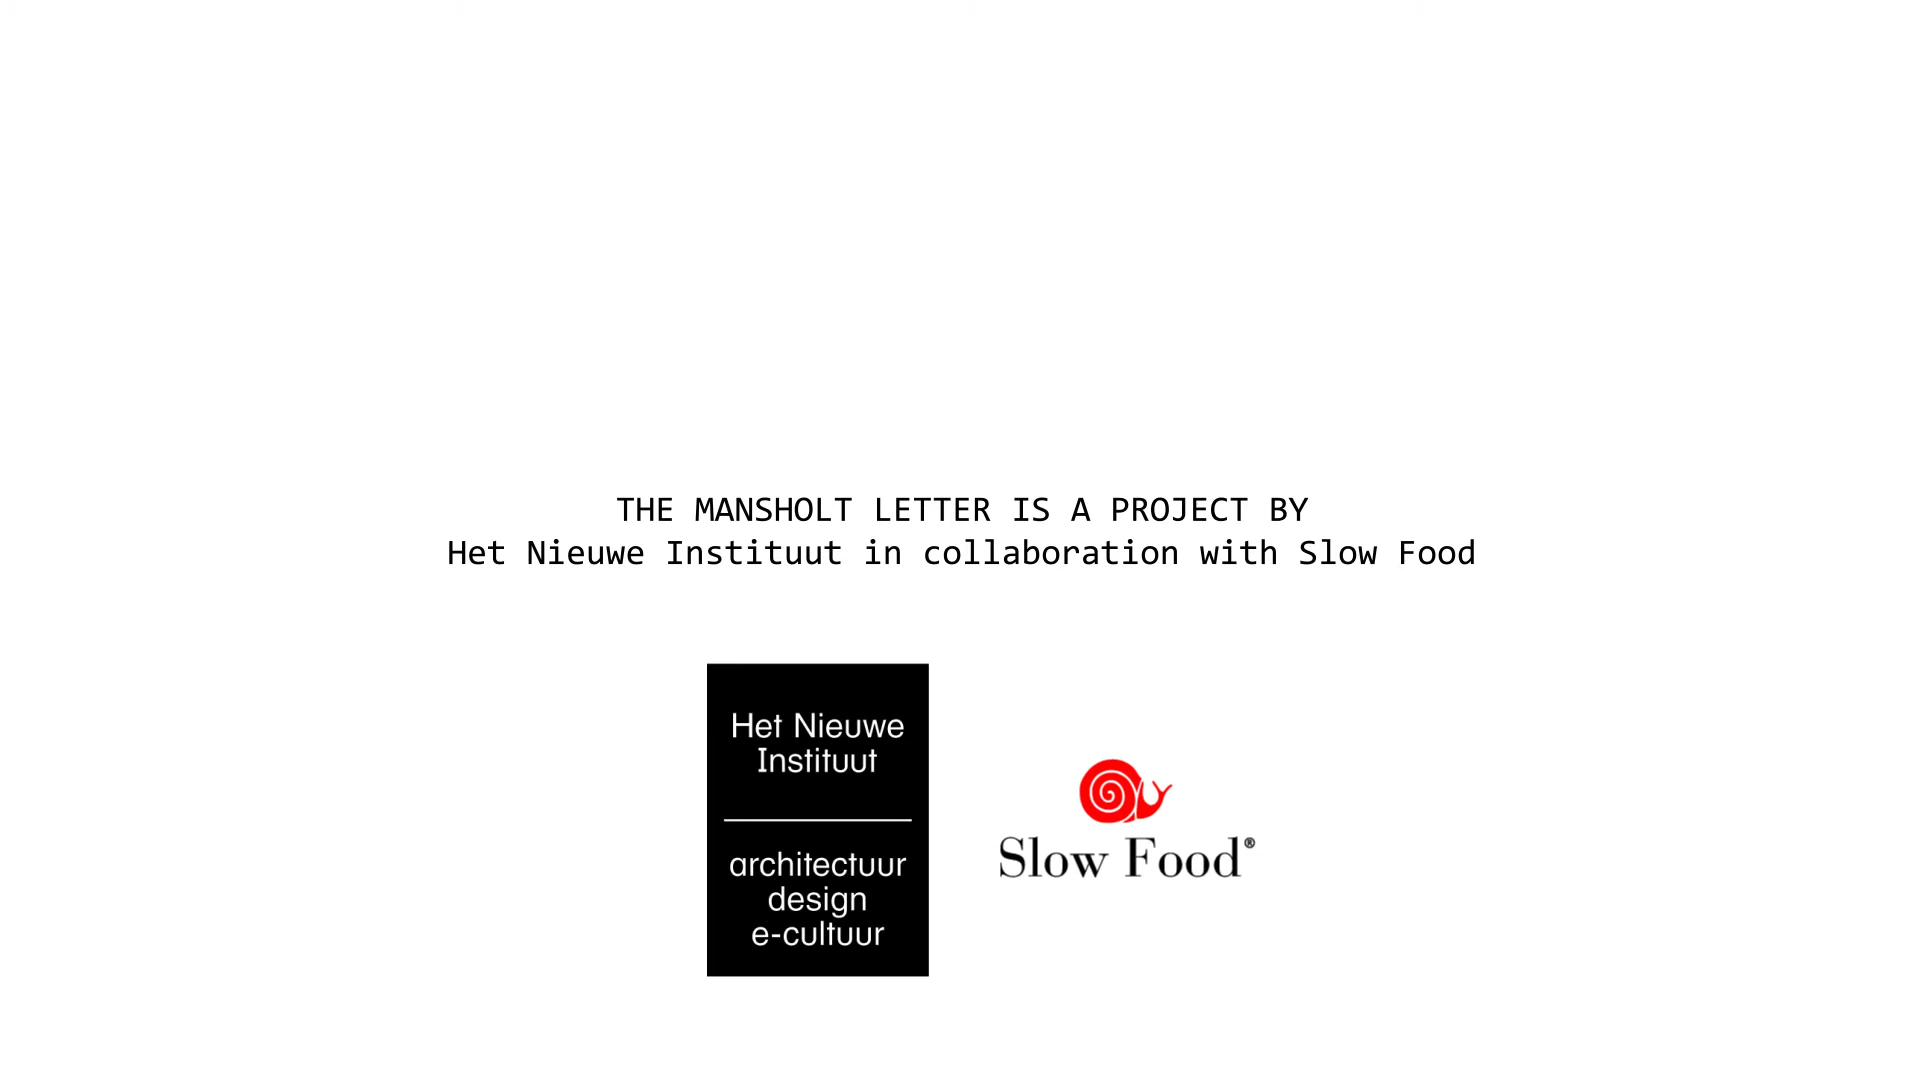 THE MANSHOLT LETTER IS A PROJECT BY
Het Nieuwe Instituut in collaboration with Slow Food
Het Nieuwe
Instituut
architectuur
design
e-cultuur
Slow Food®